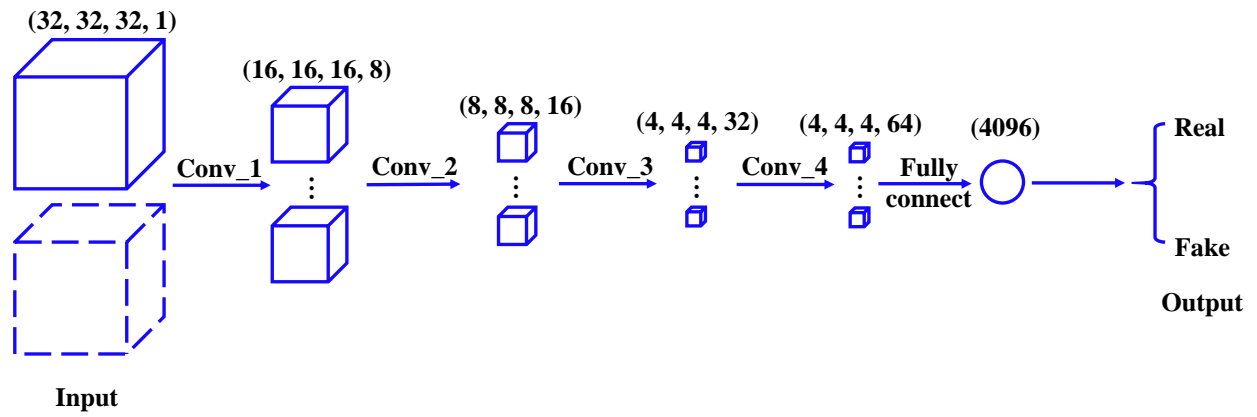 (32, 32, 32, 1)
(16, 16, 16, 8)
(8, 8, 8, 16)
(4, 4, 4, 32)
(4, 4, 4, 64)
(4096)
Real
Conv_1
Conv_2
Conv_3
Conv_4
Fully
connect
Fake
Output
Input